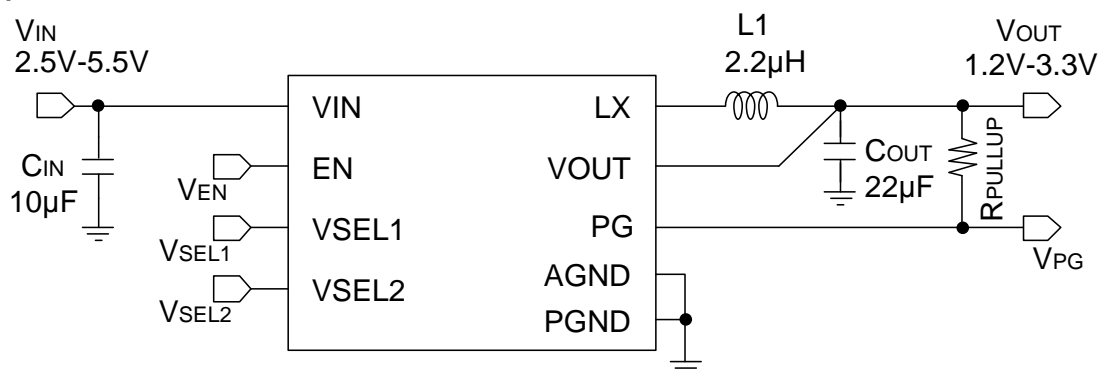 VIN
2.5V-5.5V
L1
2.2µH
VOUT
1.2V-3.3V
VIN
LX
CIN
10µF
EN
VEN
VOUT
COUT
22µF
RPULLUP
VSEL1
VSEL1
PG
VPG
VSEL2
VSEL2
AGND
PGND